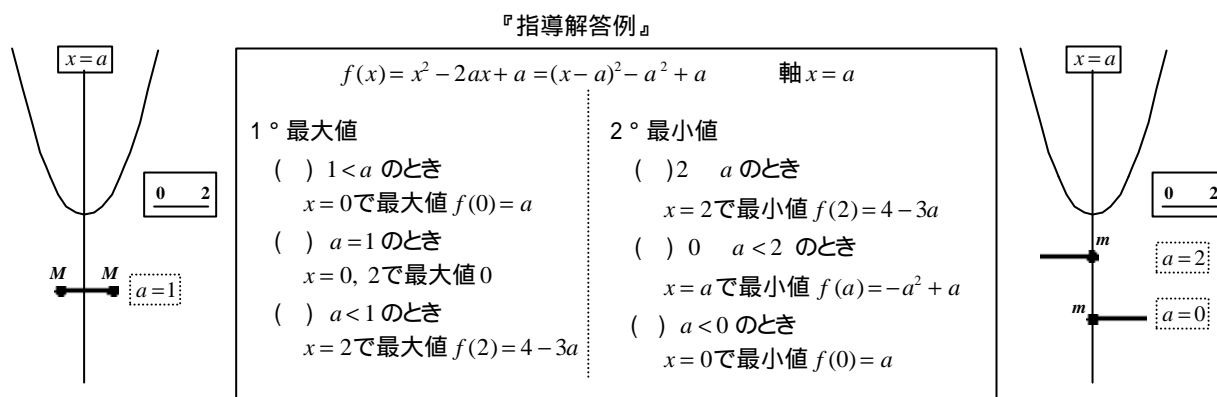 『指導解答例』
x = a
0 2
M M
a = 1
f(x) = x² − 2ax + a = (x − a)² − a² + a 軸 x = a
1°最大値
( ) 1 < a のとき
x = 0で最大値 f(0) = a
( ) a = 1 のとき
x = 0, 2で最大値0
( ) a < 1 のとき
x = 2で最大値 f(2) = 4 − 3a
2°最小値
( )2 a のとき
x = 2で最小値 f(2) = 4 − 3a
( ) 0 a < 2 のとき
x = aで最小値 f(a) = −a² + a
( ) a < 0 のとき
x = 0で最小値 f(0) = a
x = a
0 2
m
a = 2
m
a = 0